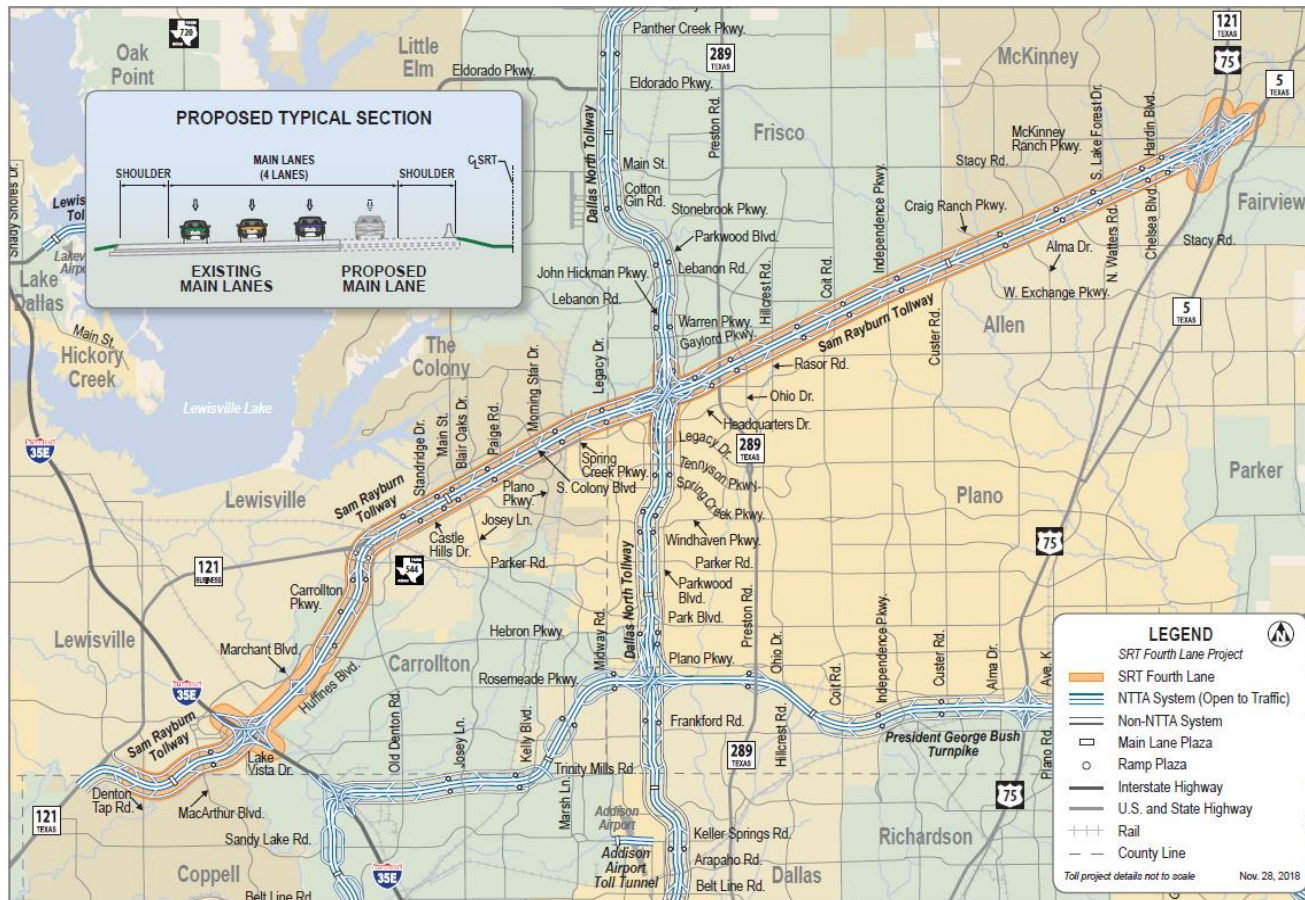 720
TEXAS
Oak
Point
Little
Elm
Eldorado Pkwy.
Panther Creek Pkwy.
289
TEXAS
Eldorado Pkwy.
Preston Rd.
Frisco
McKinney
121
TEXAS
75
5
TEXAS
PROPOSED TYPICAL SECTION
SHOULDER
MAIN LANES
(4 LANES)
SHOULDER
CL SRT
EXISTING
MAIN LANES
PROPOSED
MAIN LANE
Shady Shores Dr.
Lake
Dallas
Main St.
Hickory
Creek
Lewisville Lake
Dallas North Tollway
Main St.
Cotton
Gin Rd.
Stonebrook Pkwy.
Parkwood Blvd.
John Hickman Pkwy.
Lebanon Rd.
Lebanon Rd.
Warren Pkwy.
Gaylord Pkwy.
Hillcrest Rd.
Coit Rd.
Independence Pkwy.
Custer Rd.
Stacy Rd.
McKinney
Ranch Pkwy.
S. Lake Forest Dr.
Hardin Blvd.
Craig Ranch Pkwy.
Alma Dr.
N. Watters Rd.
Chelsea Blvd.
Stacy Rd.
Fairview
W. Exchange Pkwy.
5
TEXAS
Allen
Sam Rayburn Tollway
Rasor Rd.
Ohio Dr.
Headquarters Dr.
289
TEXAS
The
Colony
Legacy Dr.
Morning Star Dr.
Paige Rd.
Blair Oaks Dr.
Main St.
Standridge Dr.
Spring
Creek Pkwy.
S. Colony Blvd
Plano
Pkwy.
Josey Ln.
Castle
Hills Dr.
Parker Rd.
Legacy Dr.
Tennyson Pkwy.
Spring Creek Pkwy.
Windhaven Pkwy.
Parker Rd.
Parkwood
Blvd.
Park Blvd.
Plano
Parker
75
35E
Lewisville
Sam Rayburn
Tollway
121
BUSINESS
544
TEXAS
Carrollton
Pkwy.
Lewisville
Marchant Blvd.
35E
Huffines Blvd.
Carrollton
Hebron Pkwy.
Rosemeade Pkwy.
Midway Rd.
Dallas North Tollway
Plano Pkwy.
Preston Rd.
Ohio Dr.
Coit Rd.
Independence Pkwy.
Custer Rd.
Alma Dr.
Ave. K
Frankford Rd.
Hillcrest Rd.
289
TEXAS
President George Bush
Turnpike
Plano Rd.
75
Sam Rayburn
Tollway
Lake
Vista Dr.
Denton
Tap Rd.
MacArthur Blvd.
121
TEXAS
Sandy Lake Rd.
Coppell
Belt Line Rd.
35E
Old Denton Rd.
Josey Ln.
Kelly Blvd.
Trinity Mills Rd.
Marsh Ln.
Addison
Airport
Addison
Airport
Toll Tunnel
Keller Springs Rd.
Arapaho Rd.
Belt Line Rd.
Dallas
Richardson
LEGEND
N
SRT Fourth Lane Project
SRT Fourth Lane
NTTA System (Open to Traffic)
Non-NTTA System
Main Lane Plaza
Ramp Plaza
Interstate Highway
U.S. and State Highway
Rail
County Line
Toll project details not to scale
Nov. 28, 2018